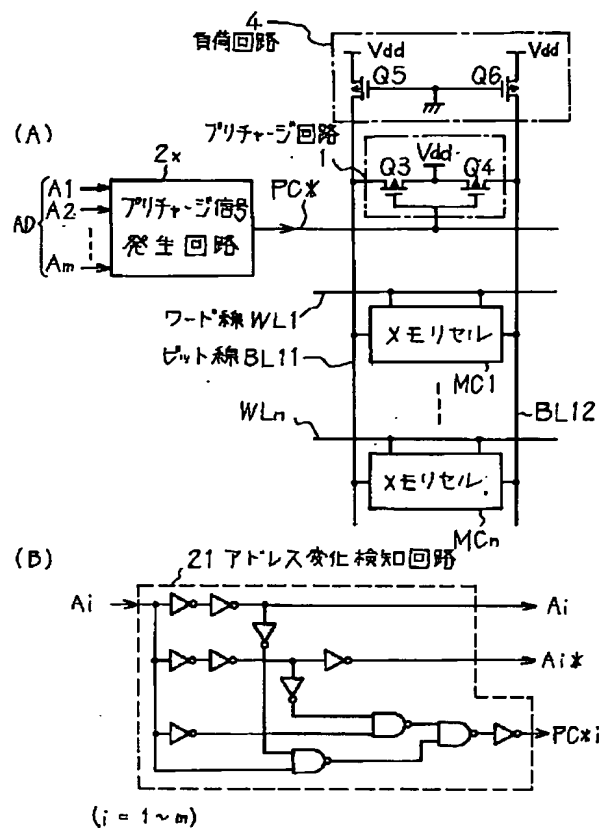 4
負荷回路
Vdd
Vdd
Q5
Q6
(A)
プリチャージ回路
1
Vdd
Q3
Q4
2x
AD
A1
A2
Am
プリチャージ信号
発生回路
PC*
ワード線WL1
メモリセル
ビット線BL11
MC1
WLn
BL12
メモリセル
MCn
(B)
21 アドレス変化検知回路
Ai
Ai
Ai*
PC*i
(i = 1~m)